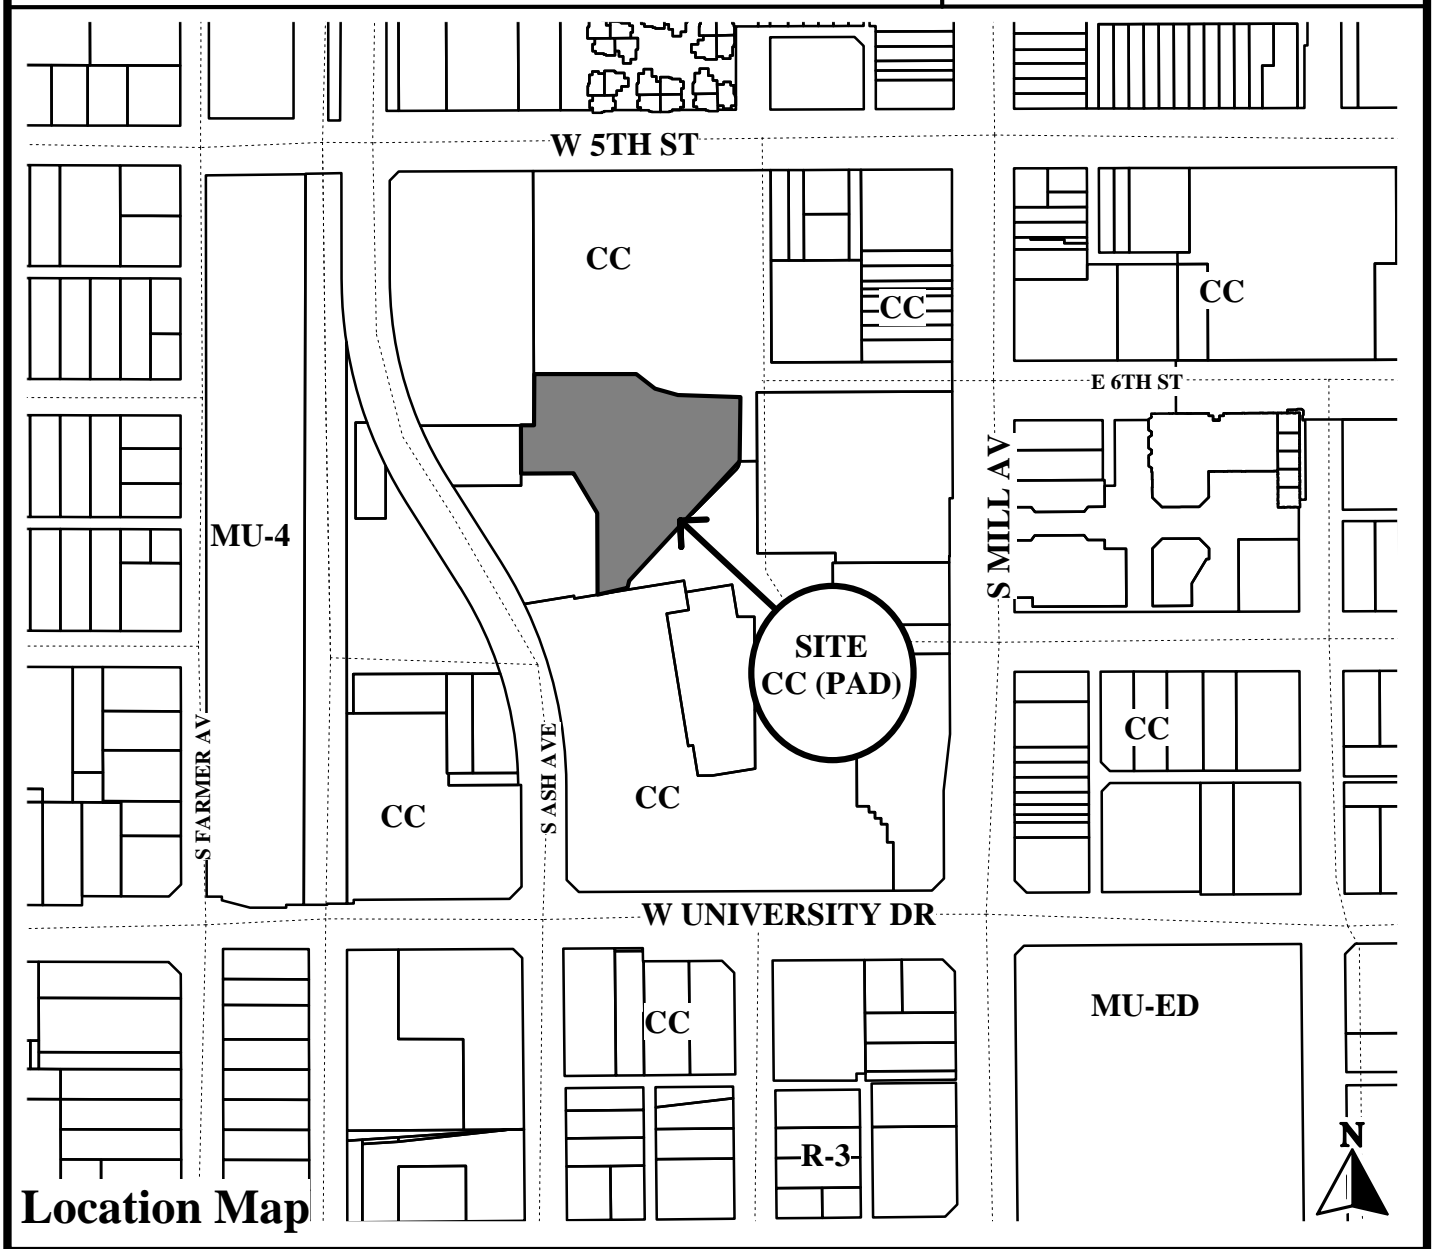 W 5TH ST
CC
CC
CC
E 6TH ST
S MILL AV
MU-4
SITE
CC (PAD)
S FARMER AV
S ASH AVE
CC
CC
CC
W UNIVERSITY DR
CC
MU-ED
R-3
N
Location Map